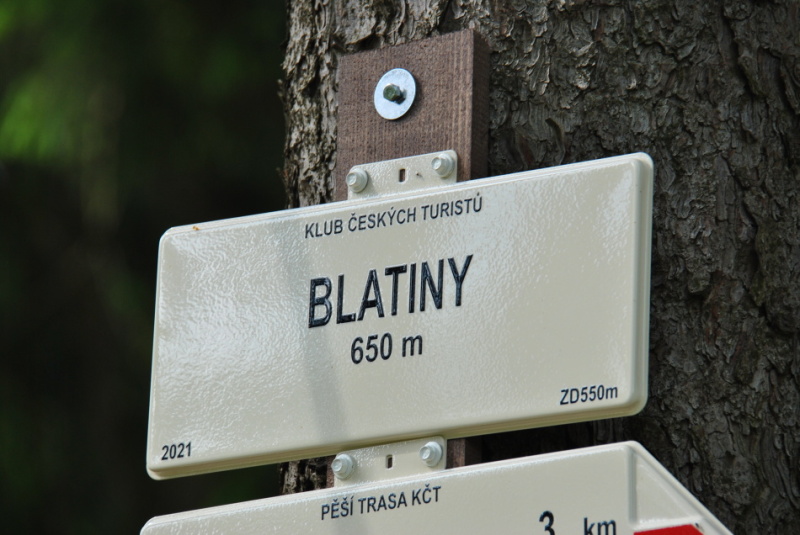 KLUB ČESKÝCH TURISTŮ
BLATINY
650 m
2021 ZD550m
PĚŠÍ TRASA KČT
3 km